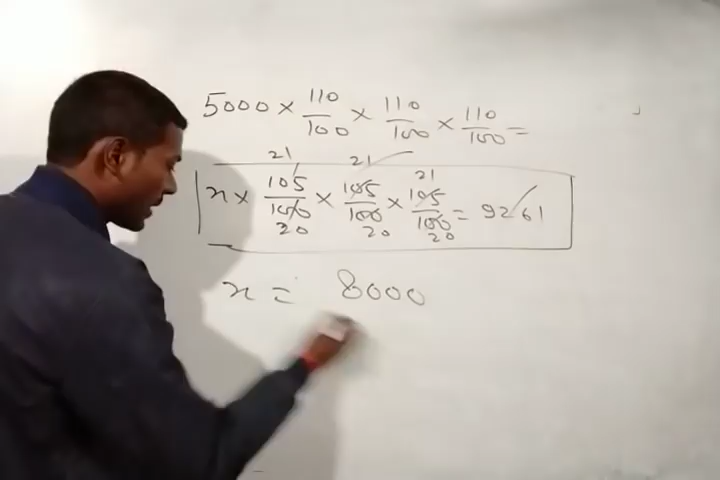 5000 × 110/100 × 110/100 × 110/100 =
21 21 21
x × 105/100 × 105/100 × 105/100 = 9261
20 20 20
x = 8000